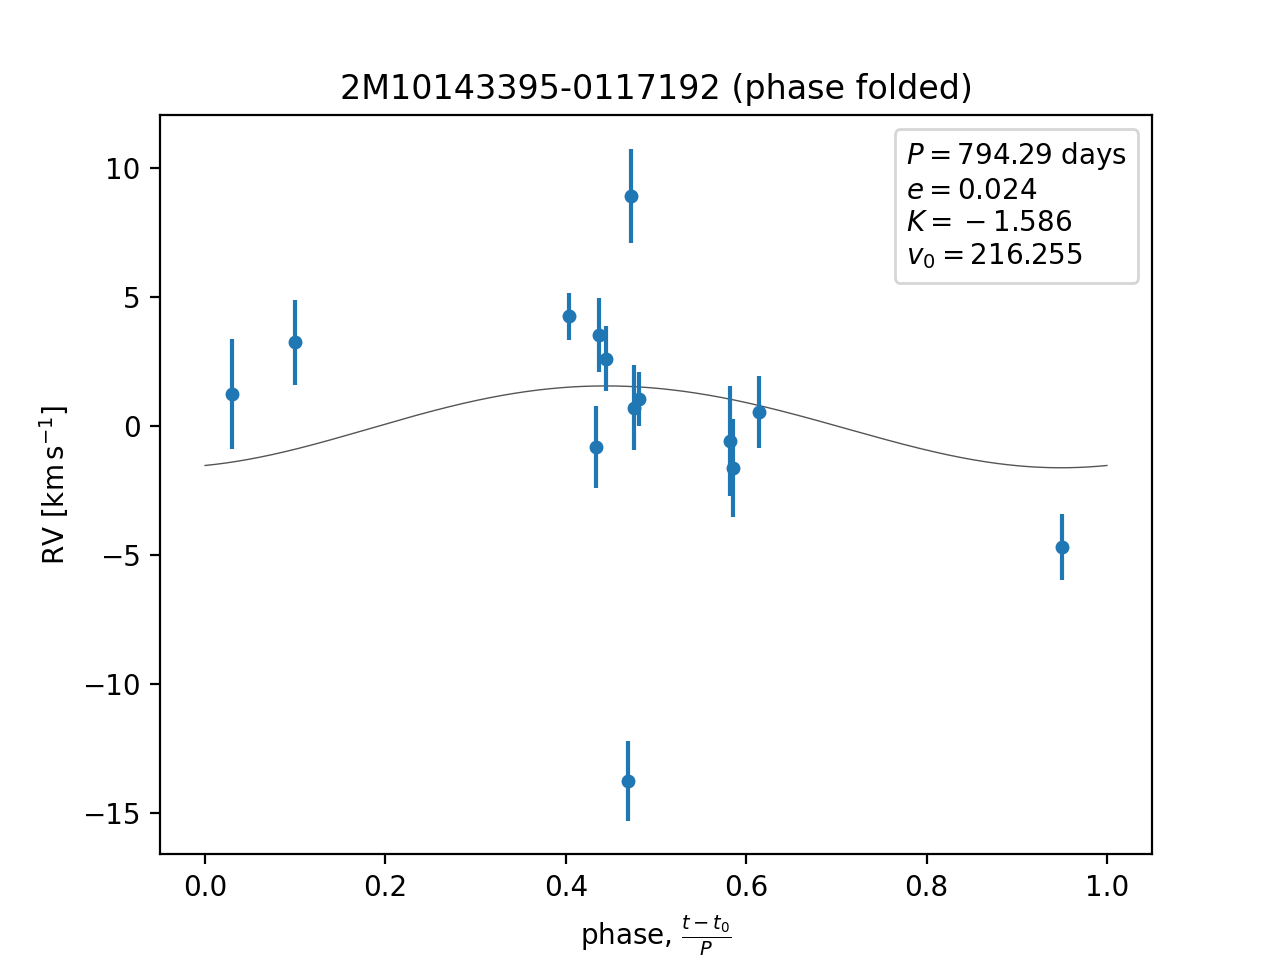 2M10143395-0117192 (phase folded)
P = 794.29 days
e = 0.024
K = −1.586
v₀ = 216.255
10
5
0
−5
−10
−15
RV [km s⁻¹]
0.0 0.2 0.4 0.6 0.8 1.0
phase, (t − t₀)/P